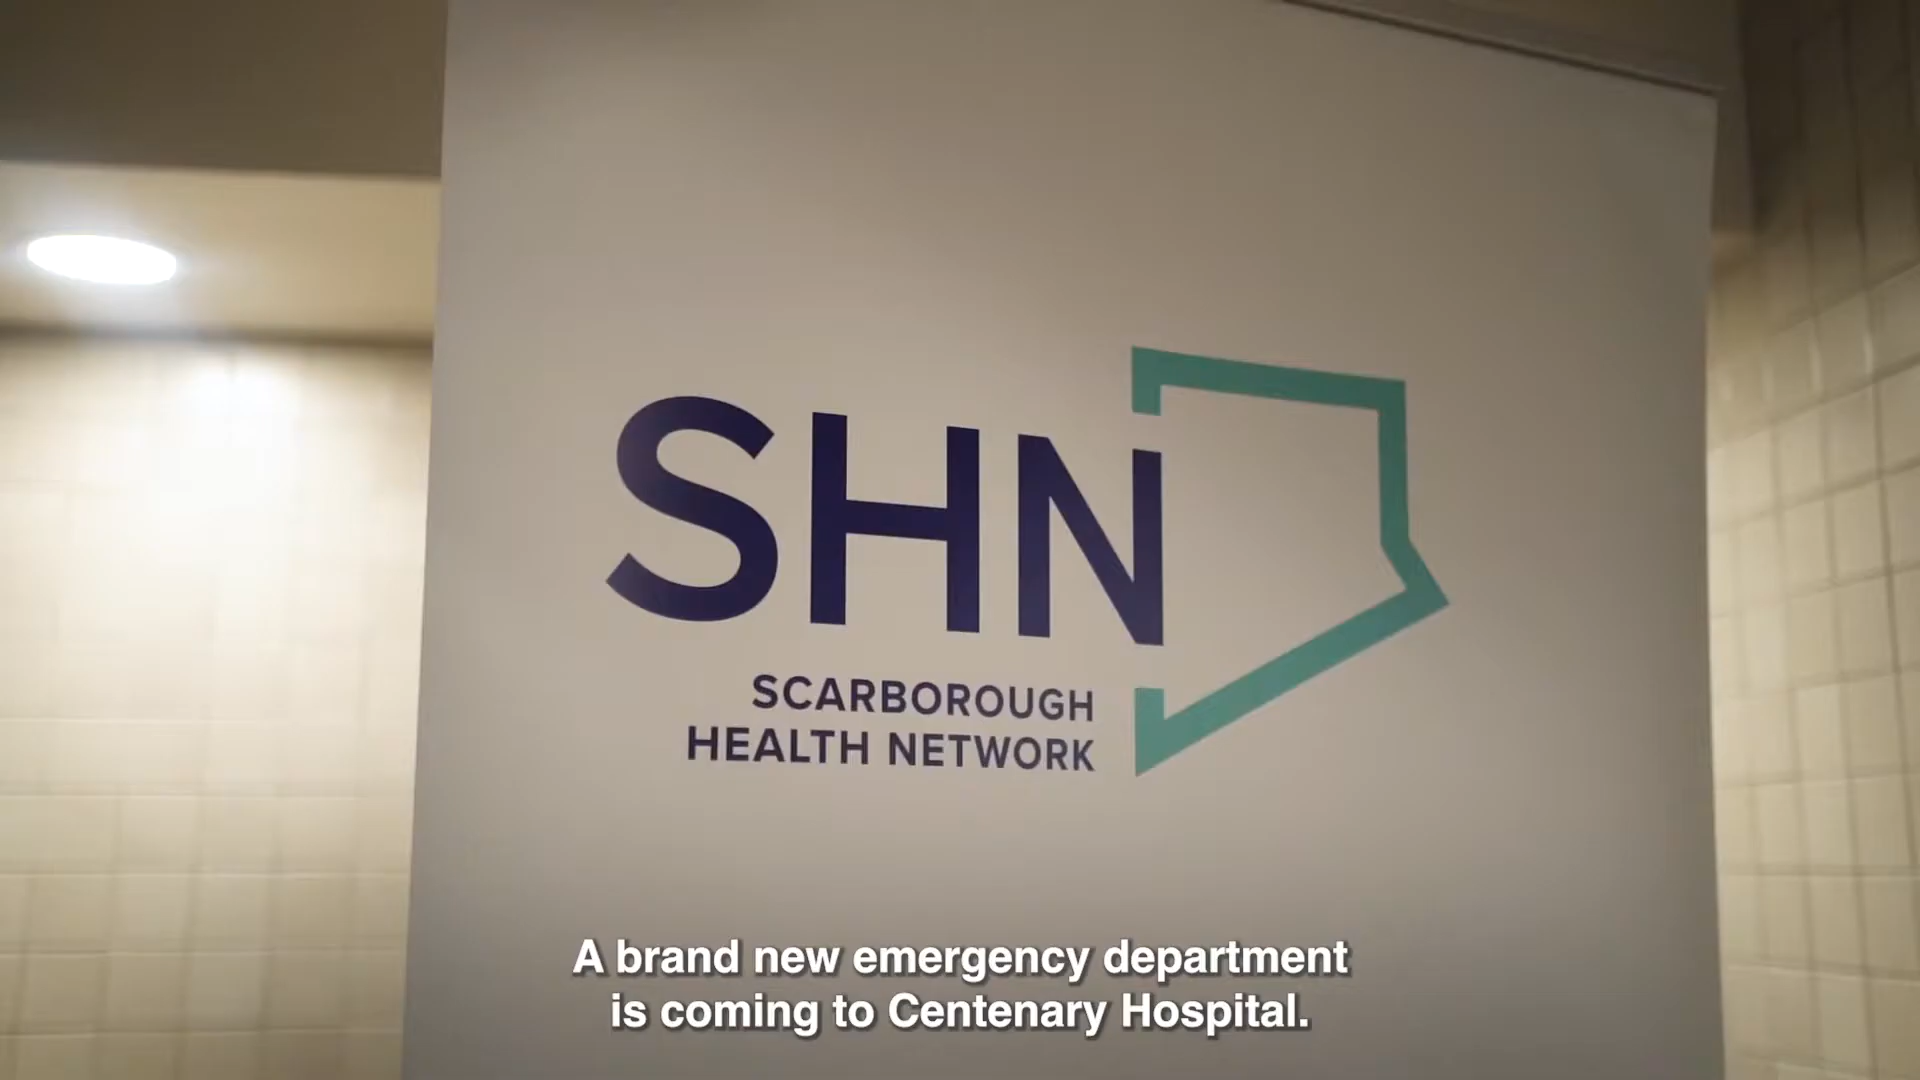 SHN
SCARBOROUGH
HEALTH NETWORK
A brand new emergency department
is coming to Centenary Hospital.